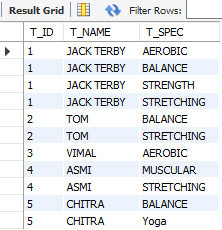 Result Grid Filter Rows:
T_ID T_NAME T_SPEC
1 JACK TERBY AEROBIC
1 JACK TERBY BALANCE
1 JACK TERBY STRENGTH
1 JACK TERBY STRETCHING
2 TOM BALANCE
2 TOM STRETCHING
3 VIMAL AEROBIC
4 ASMI MUSCULAR
4 ASMI STRETCHING
5 CHITRA BALANCE
5 CHITRA Yoga